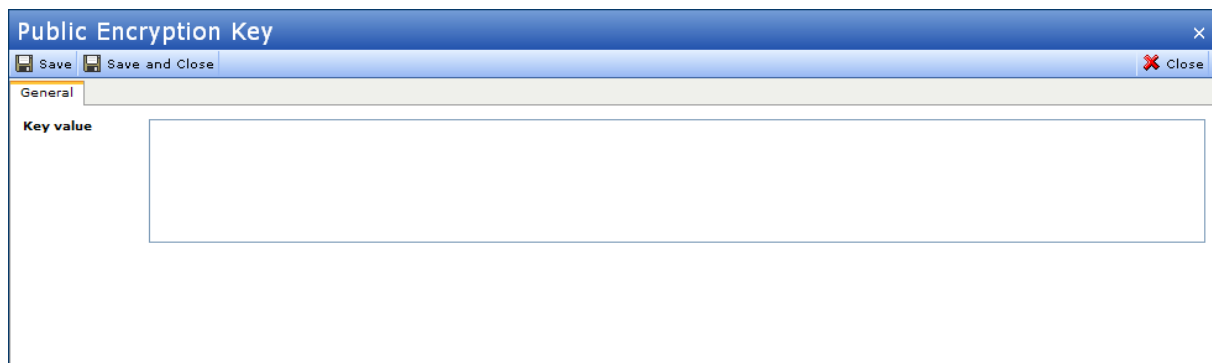 Public Encryption Key
Save Save and Close Close
General
Key value